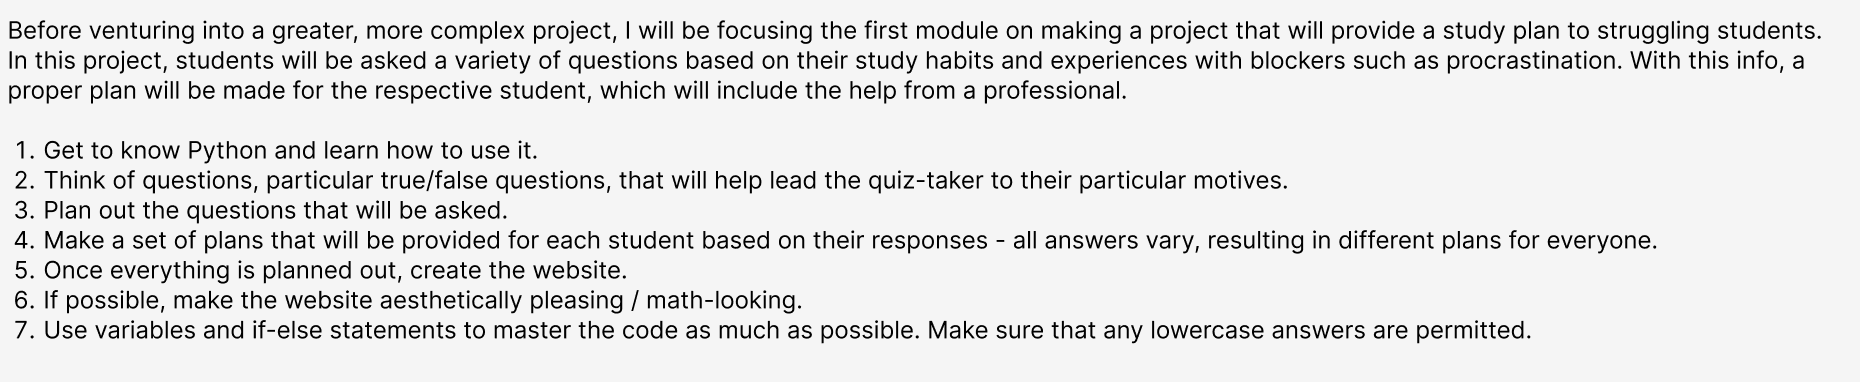 Before venturing into a greater, more complex project, I will be focusing the first module on making a project that will provide a study plan to struggling students.
In this project, students will be asked a variety of questions based on their study habits and experiences with blockers such as procrastination. With this info, a
proper plan will be made for the respective student, which will include the help from a professional.
1. Get to know Python and learn how to use it.
2. Think of questions, particular true/false questions, that will help lead the quiz-taker to their particular motives.
3. Plan out the questions that will be asked.
4. Make a set of plans that will be provided for each student based on their responses - all answers vary, resulting in different plans for everyone.
5. Once everything is planned out, create the website.
6. If possible, make the website aesthetically pleasing / math-looking.
7. Use variables and if-else statements to master the code as much as possible. Make sure that any lowercase answers are permitted.